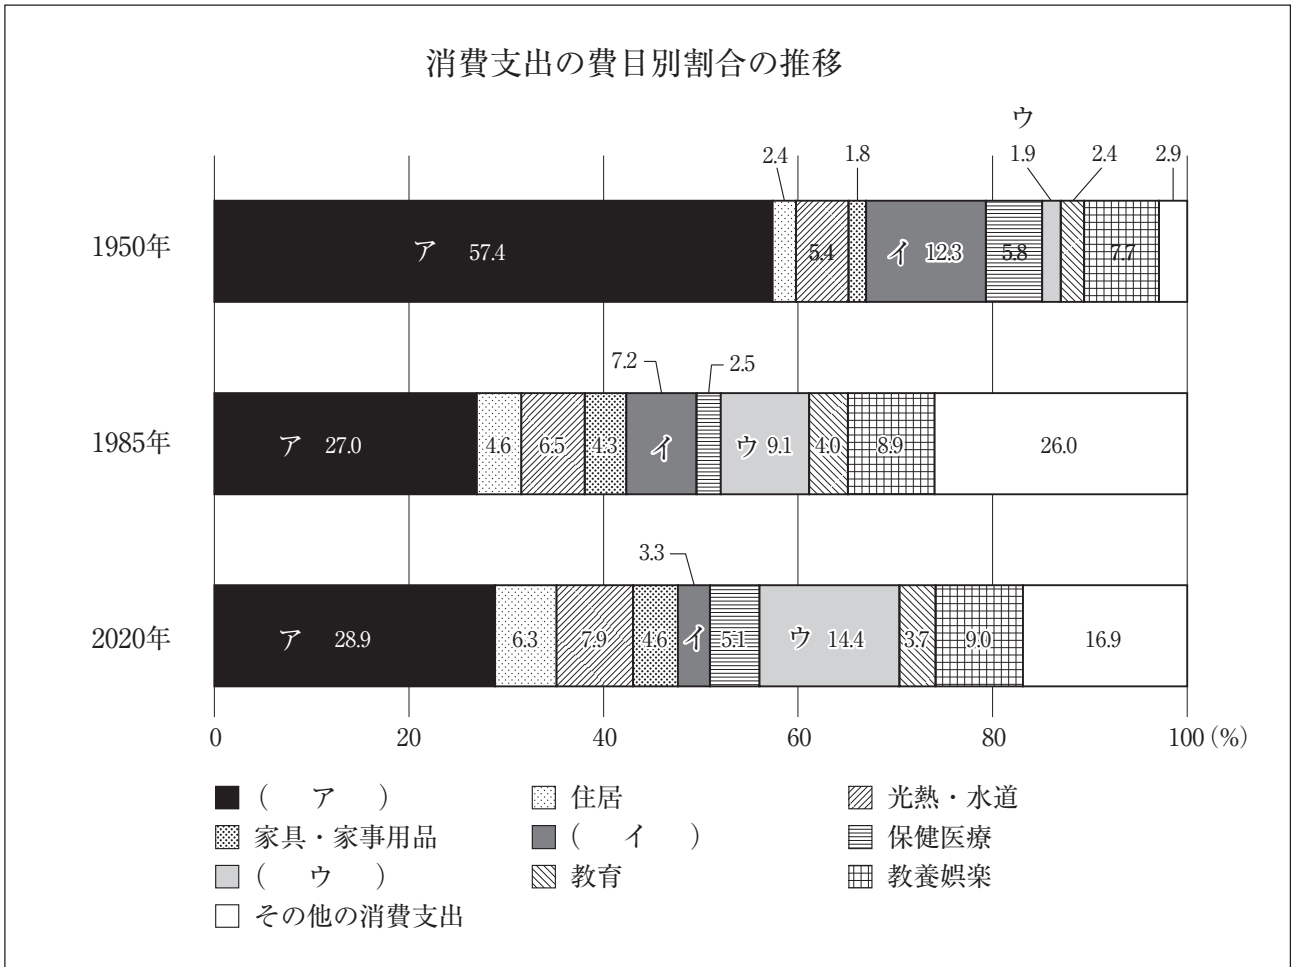 消費支出の費目別割合の推移
ウ
2.4 1.8 1.9 2.4 2.9
1950年 ア 57.4 5.4 イ 12.3 5.8 7.7
7.2 2.5
1985年 ア 27.0 4.6 6.5 4.3 イ ウ 9.1 4.0 8.9 26.0
3.3
2020年 ア 28.9 6.3 7.9 4.6 イ 5.1 ウ 14.4 3.7 9.0 16.9
0 20 40 60 80 100 (%)
( ア ) 住居 光熱・水道
家具・家事用品 ( イ ) 保健医療
( ウ ) 教育 教養娯楽
その他の消費支出